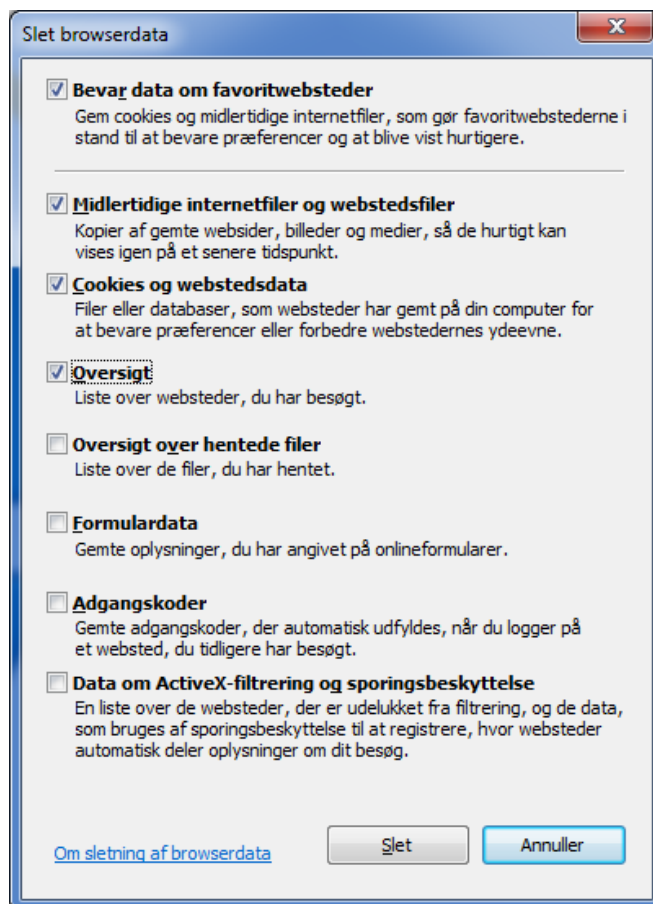 Slet browserdata
Bevar data om favoritwebsteder
Gem cookies og midlertidige internetfiler, som gør favoritwebstederne i
stand til at bevare præferencer og at blive vist hurtigere.
Midlertidige internetfiler og webstedsfiler
Kopier af gemte websider, billeder og medier, så de hurtigt kan
vises igen på et senere tidspunkt.
Cookies og webstedsdata
Filer eller databaser, som websteder har gemt på din computer for
at bevare præferencer eller forbedre webstedernes ydeevne.
Oversigt
Liste over websteder, du har besøgt.
Oversigt over hentede filer
Liste over de filer, du har hentet.
Formulardata
Gemte oplysninger, du har angivet på onlineformularer.
Adgangskoder
Gemte adgangskoder, der automatisk udfyldes, når du logger på
et websted, du tidligere har besøgt.
Data om ActiveX-filtrering og sporingsbeskyttelse
En liste over de websteder, der er udelukket fra filtrering, og de data,
som bruges af sporingsbeskyttelse til at registrere, hvor websteder
automatisk deler oplysninger om dit besøg.
Om sletning af browserdata
Slet
Annuller